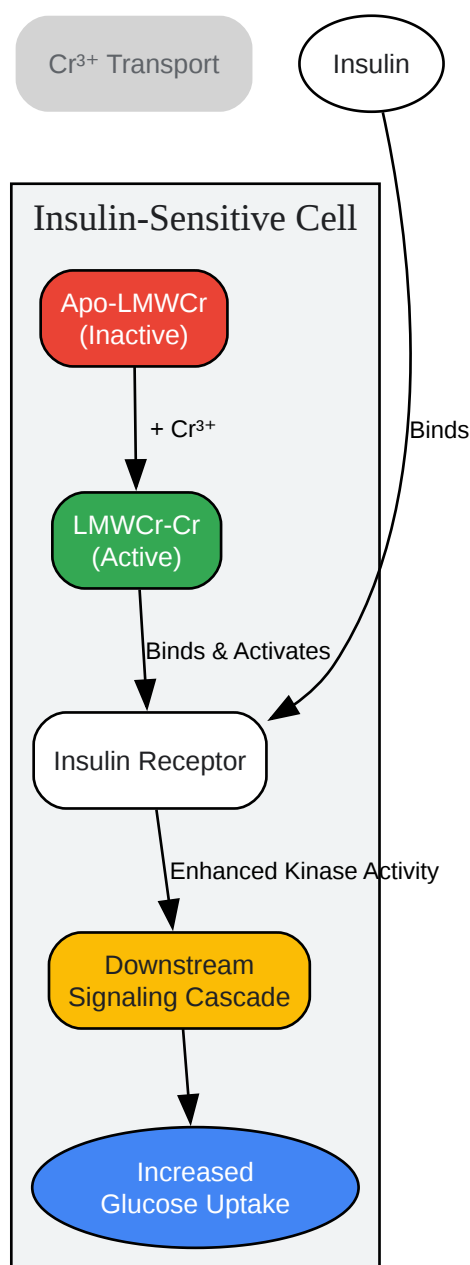 Cr³⁺ Transport
Insulin
Insulin-Sensitive Cell
Apo-LMWCr
(Inactive)
+ Cr³⁺
Binds
LMWCr-Cr
(Active)
Binds & Activates
Insulin Receptor
Enhanced Kinase Activity
Downstream
Signaling Cascade
Increased
Glucose Uptake